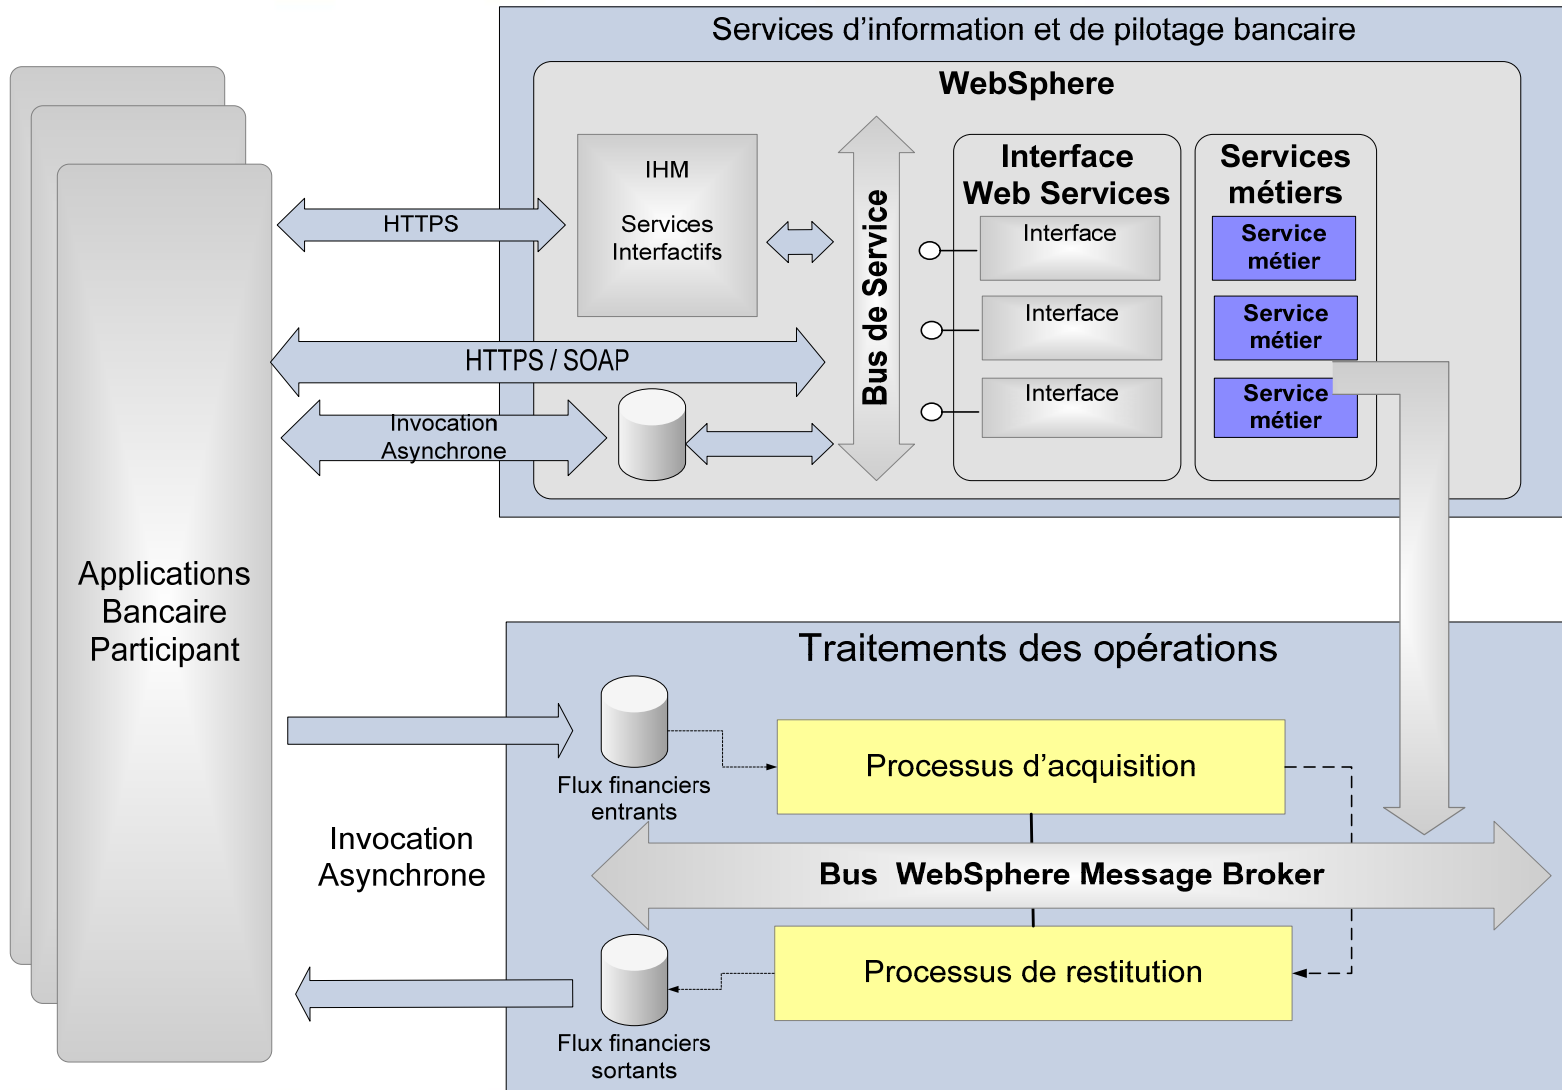 Services d'information et de pilotage bancaire
WebSphere
IHM
Services
Interfactifs
HTTPS
HTTPS / SOAP
Invocation
Asynchrone
Bus de Service
Interface
Web Services
Interface
Interface
Interface
Services
métiers
Service
métier
Service
métier
Service
métier
Applications
Bancaire
Participant
Traitements des opérations
Flux financiers
entrants
Processus d'acquisition
Invocation
Asynchrone
Bus WebSphere Message Broker
Processus de restitution
Flux financiers
sortants